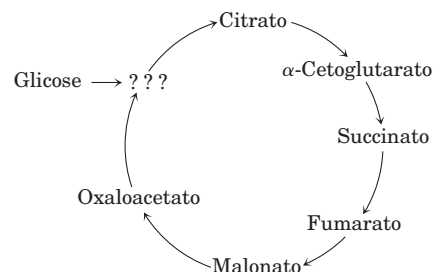 Citrato
α-Cetoglutarato
Glicose
? ? ?
Succinato
Oxaloacetato
Fumarato
Malonato